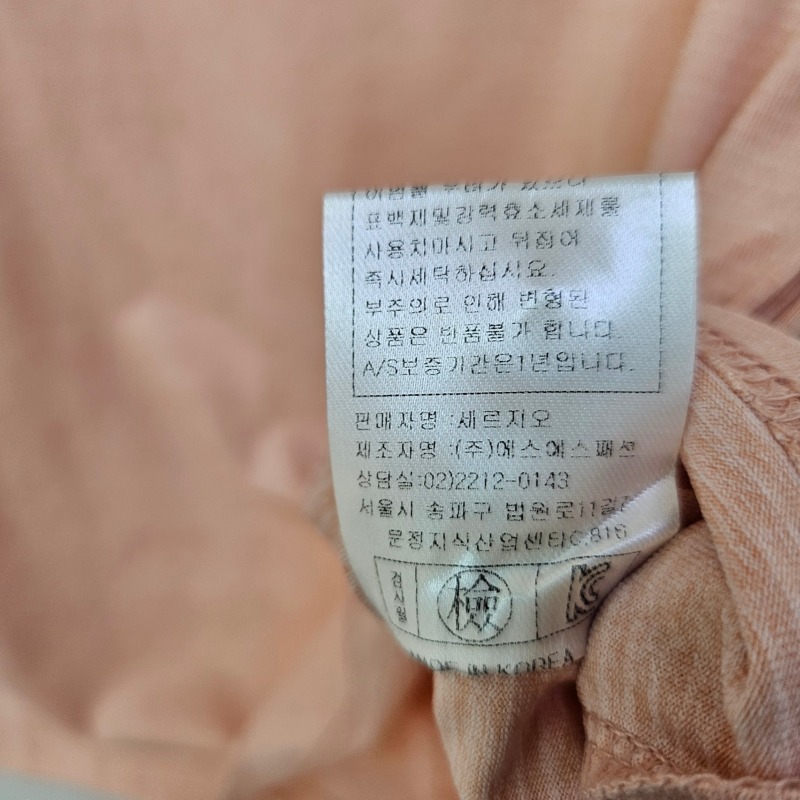 표백제및강력효소세제를
사용치마시고 뒤집어
즉시세탁하십시요.
부주의로 인해 변형된
상품은 반품불가 합니다.
A/S보증기간은1년입니다.
판매자명 :세르지오
제조자명 :(주)에스에스패션
상담실:02)2212-0143
서울시 송파구 법원로11길
문정지식산업센터C 816
검사필
檢
KC
MADE IN KOREA